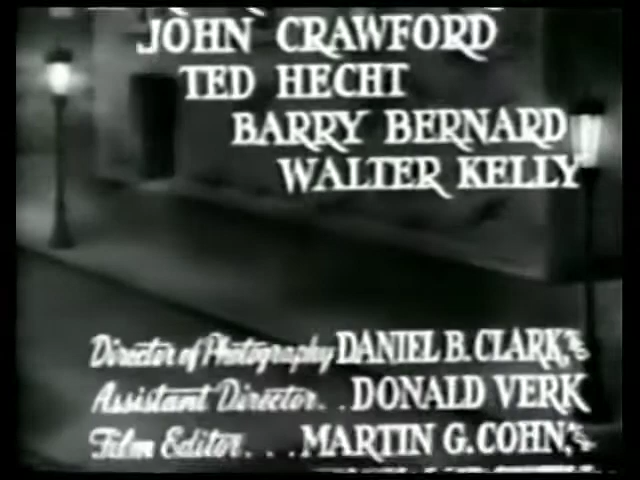 JOHN CRAWFORD
TED HECHT
BARRY BERNARD
WALTER KELLY
Director of Photography DANIEL B. CLARK,
Assistant Director.. DONALD VERK
Film Editor... MARTIN G. COHN,